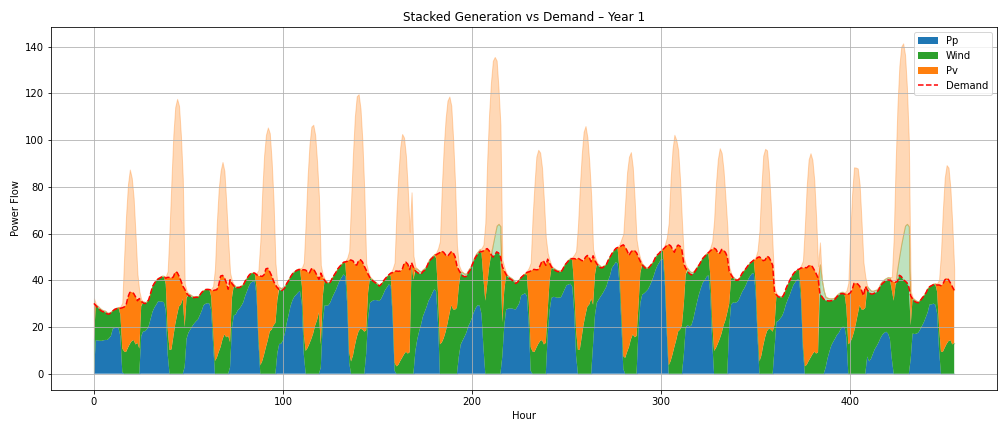 Stacked Generation vs Demand – Year 1
Power Flow
140
120
100
80
60
40
20
0
0 100 200 300 400
Hour
Pp
Wind
Pv
Demand